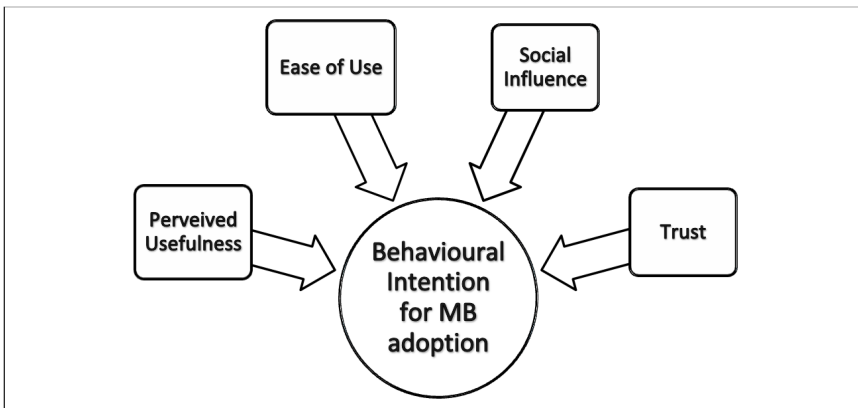 Ease of Use
Social
Influence
Perveived
Usefulness
Trust
Behavioural
Intention
for MB
adoption